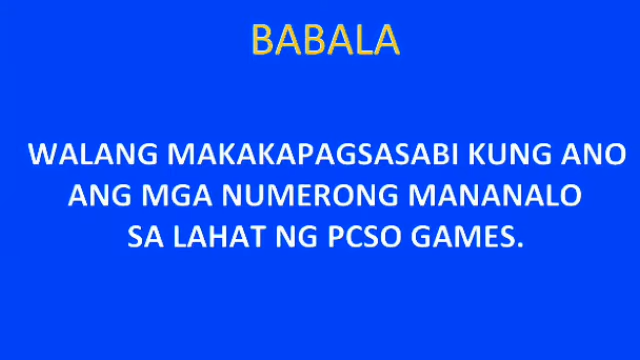 BABALA
WALANG MAKAKAPAGSASABI KUNG ANO
ANG MGA NUMERONG MANANALO
SA LAHAT NG PCSO GAMES.